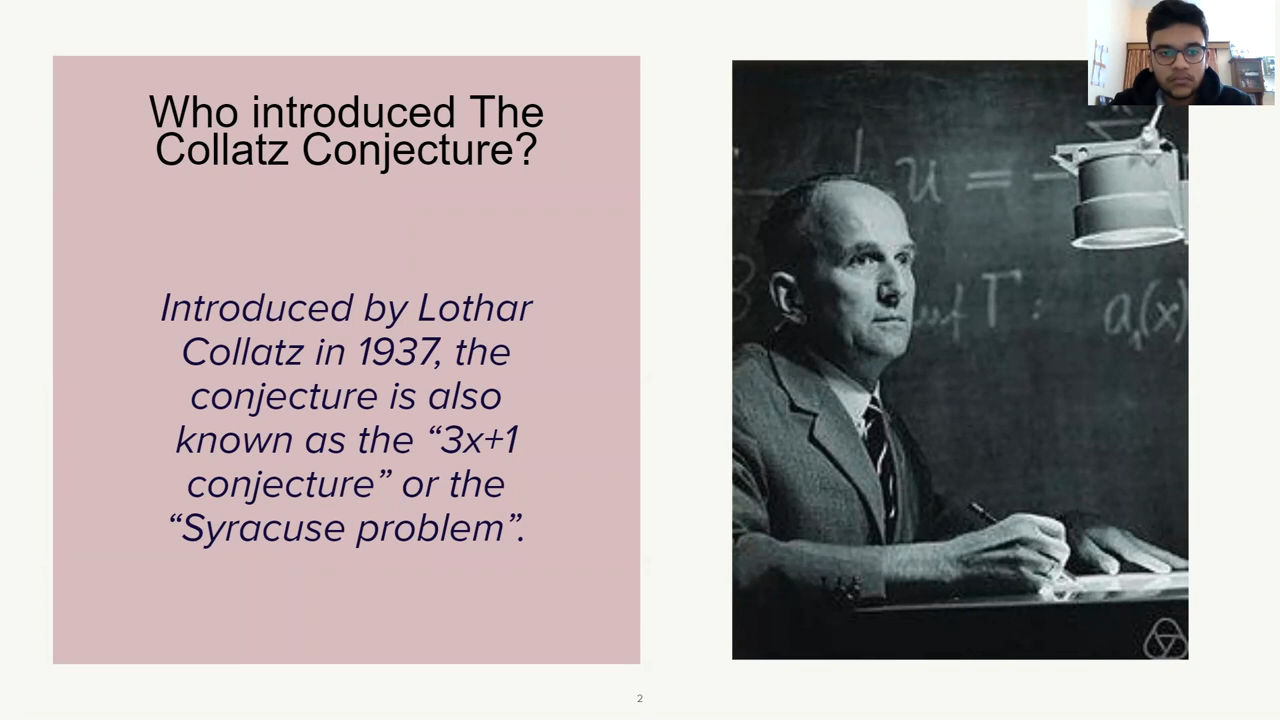 Who introduced The
Collatz Conjecture?
Introduced by Lothar
Collatz in 1937, the
conjecture is also
known as the “3x+1
conjecture” or the
“Syracuse problem”.
u = –
Γ :
a₁(x)
2